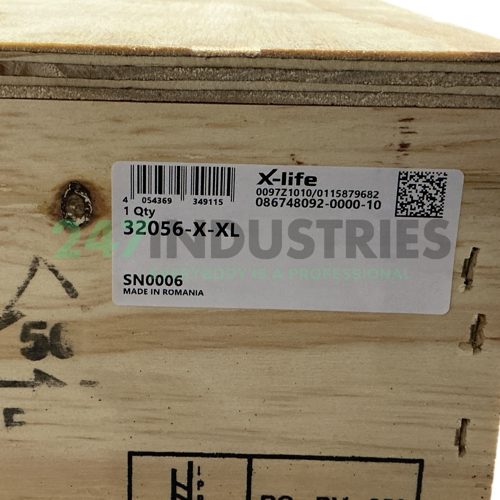 X-life
0097Z1010/0115879682
086748092-0000-10
4 054369 349115
1 Qty
32056-X-XL
247INDUSTRIES
SN0006
MADE IN ROMANIA
50